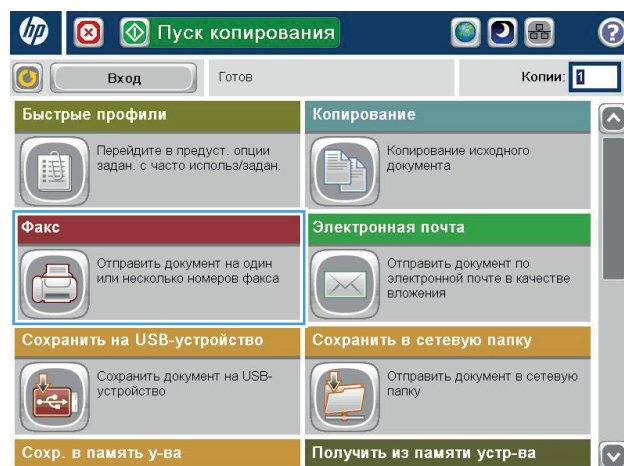 hp
Пуск копирования
?
Вход
Готов
Копии: 1
Быстрые профили
Перейдите в предуст. опции
задан. с часто использ/задан.
Копирование
Копирование исходного
документа
Факс
Отправить документ на один
или несколько номеров факса
Электронная почта
Отправить документ по
электронной почте в качестве
вложения
Сохранить на USB-устройство
Сохранить документ на USB-
устройство
Сохранить в сетевую папку
Отправить документ в сетевую
папку
Сохр. в память у-ва
Получить из памяти устр-ва